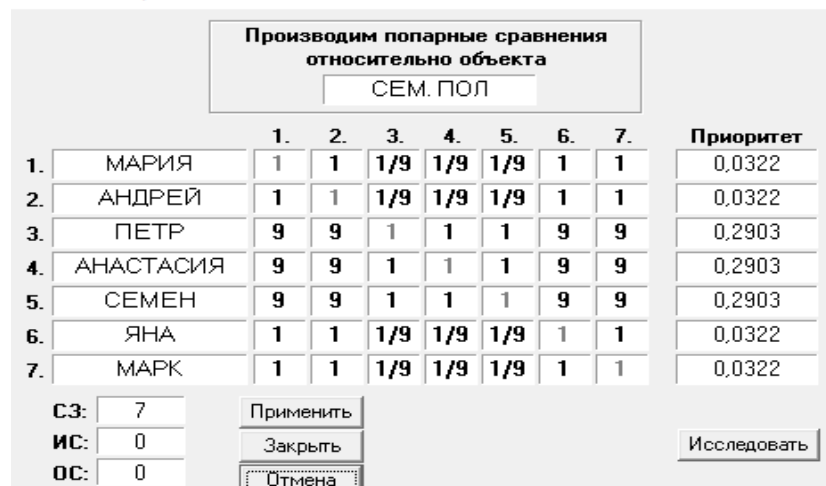 Производим попарные сравнения
относительно объекта
СЕМ. ПОЛ
1. 2. 3. 4. 5. 6. 7. Приоритет
1. МАРИЯ 1 1 1/9 1/9 1/9 1 1 0,0322
2. АНДРЕЙ 1 1 1/9 1/9 1/9 1 1 0,0322
3. ПЕТР 9 9 1 1 1 9 9 0,2903
4. АНАСТАСИЯ 9 9 1 1 1 9 9 0,2903
5. СЕМЕН 9 9 1 1 1 9 9 0,2903
6. ЯНА 1 1 1/9 1/9 1/9 1 1 0,0322
7. МАРК 1 1 1/9 1/9 1/9 1 1 0,0322
СЗ: 7 Применить
ИС: 0 Закрыть Исследовать
ОС: 0 Отмена